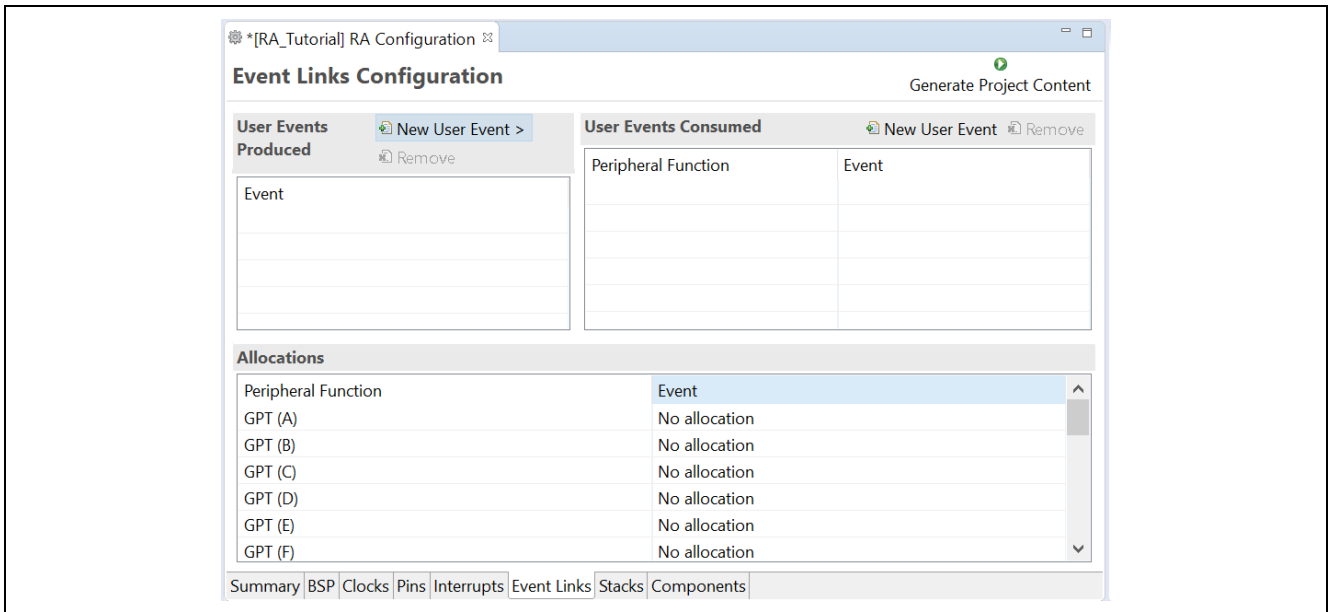 *[RA_Tutorial] RA Configuration
Event Links Configuration
Generate Project Content
User Events Produced
New User Event >
Remove
Event
User Events Consumed
New User Event Remove
Peripheral Function Event
Allocations
Peripheral Function Event
GPT (A) No allocation
GPT (B) No allocation
GPT (C) No allocation
GPT (D) No allocation
GPT (E) No allocation
GPT (F) No allocation
Summary BSP Clocks Pins Interrupts Event Links Stacks Components